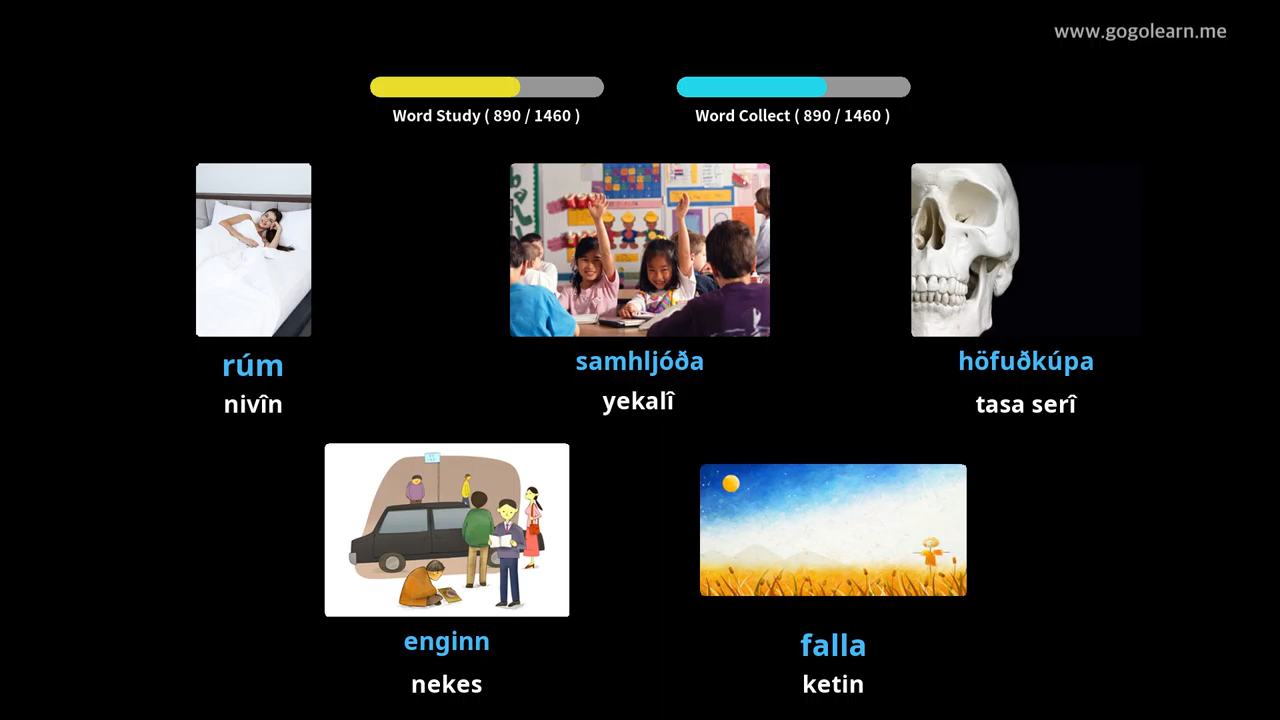 www.gogolearn.me
Word Study ( 890 / 1460 )
Word Collect ( 890 / 1460 )
rúm
nivîn
samhljóða
yekalî
höfuðkúpa
tasa serî
enginn
nekes
falla
ketin